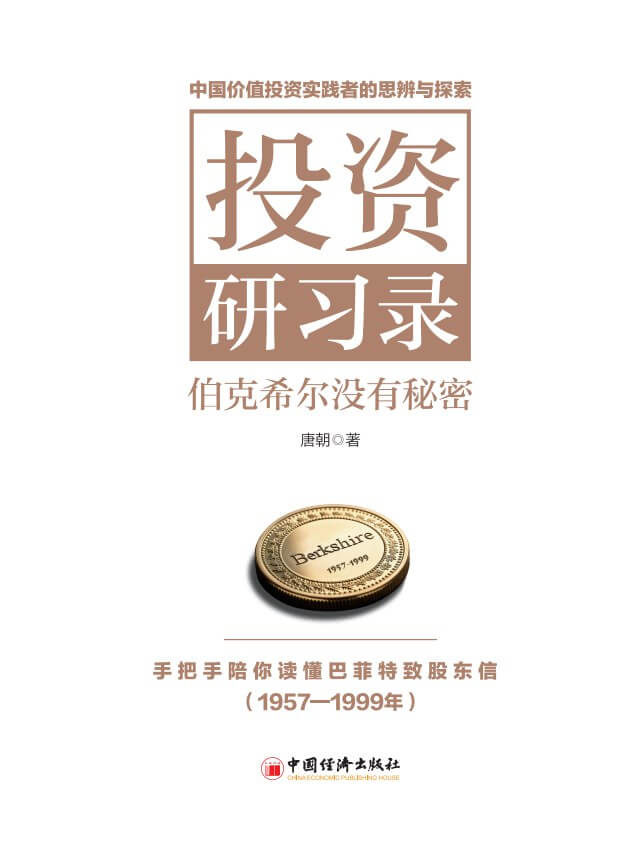 中国价值投资实践者的思辨与探索
投资
研习录
伯克希尔没有秘密
唐朝◎著
Berkshire
1957-1999
手把手陪你读懂巴菲特致股东信
（1957—1999年）
中国经济出版社
CHINA ECONOMIC PUBLISHING HOUSE